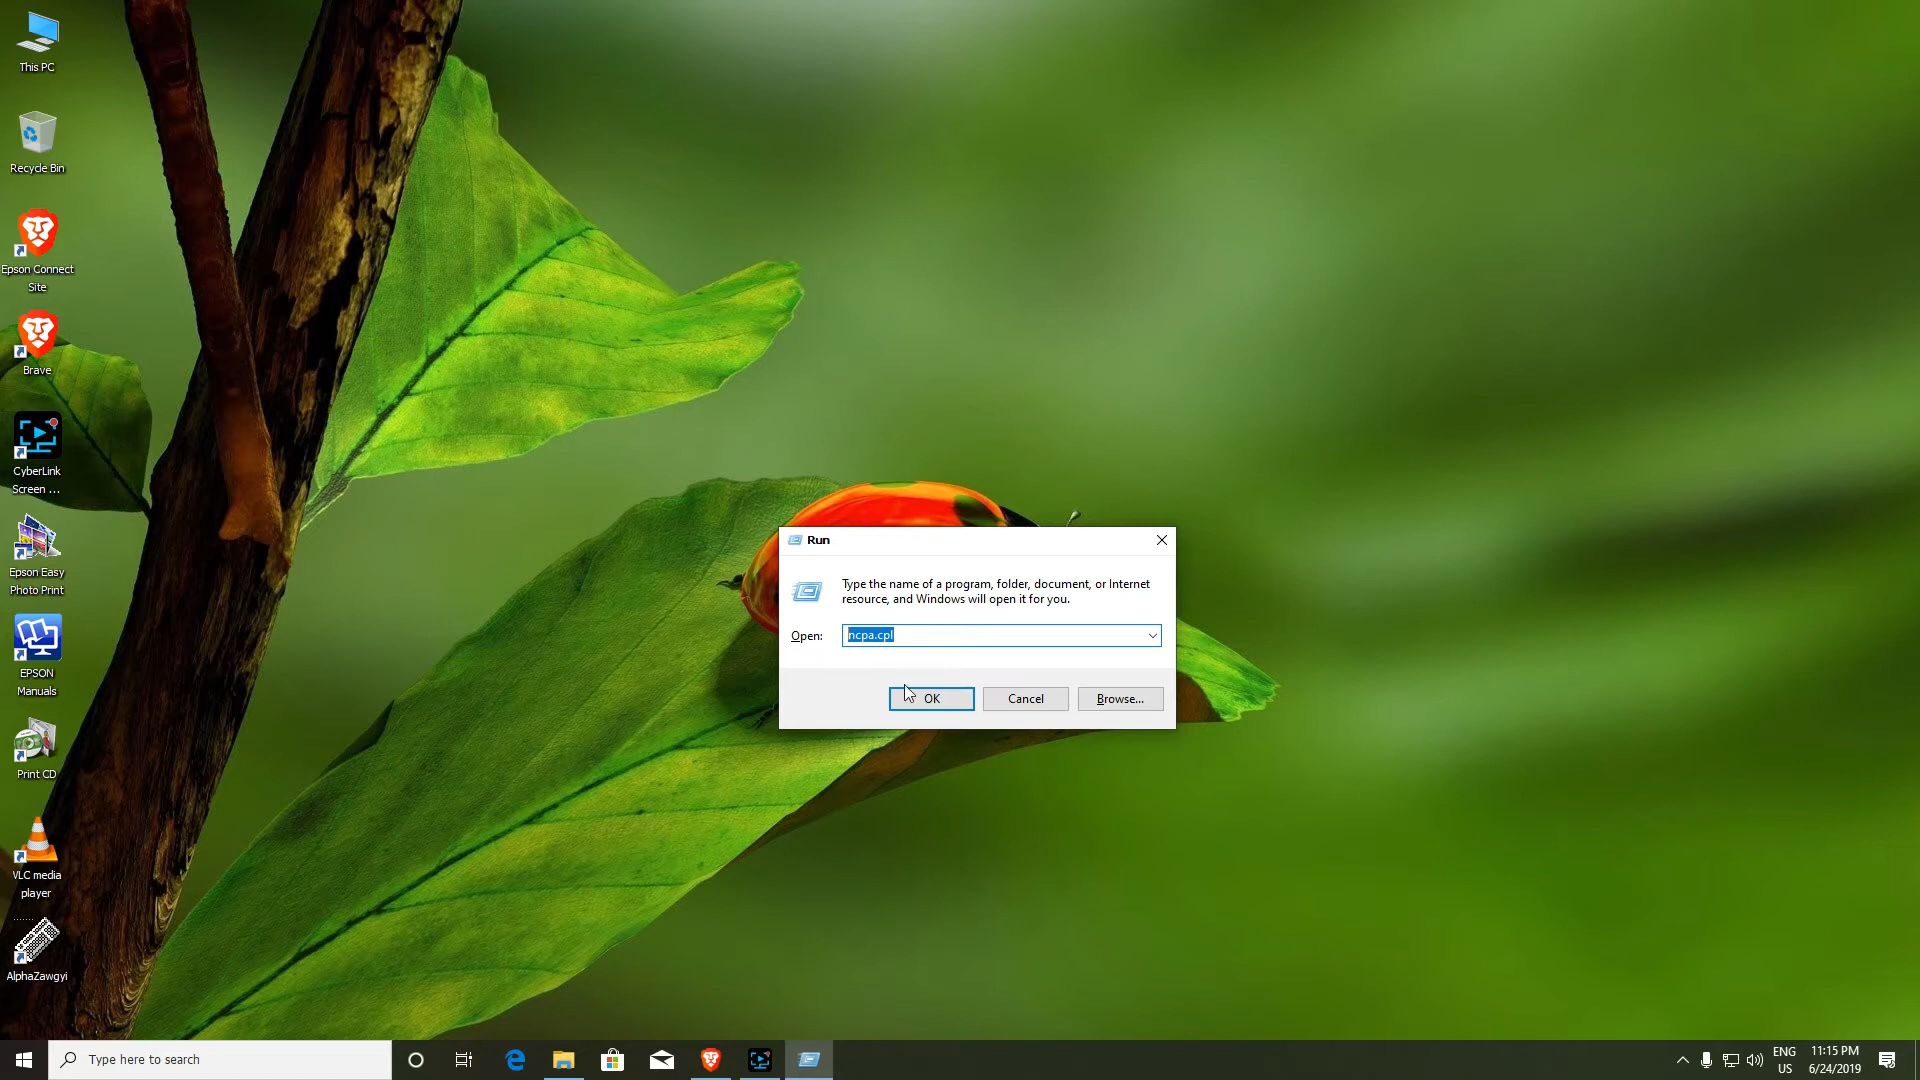 This PC
Recycle Bin
Epson Connect
Site
Brave
CyberLink
Screen ...
Epson Easy
Photo Print
EPSON
Manuals
Print CD
VLC media
player
AlphaZawgyi
Run
Type the name of a program, folder, document, or Internet
resource, and Windows will open it for you.
Open:
ncpa.cpl
OK
Cancel
Browse...
Type here to search
ENG
US
11:15 PM
6/24/2019